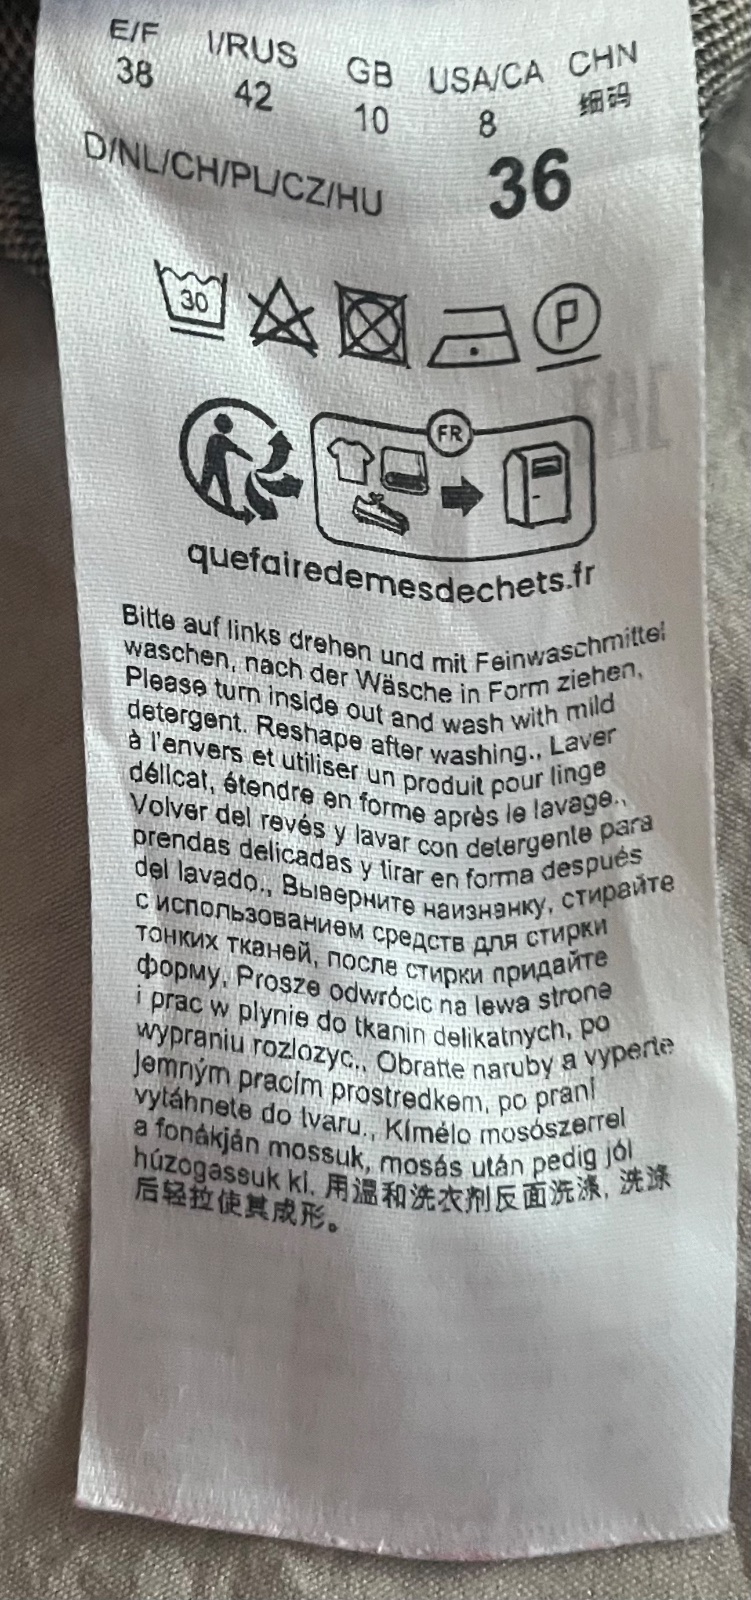 E/F I/RUS GB USA/CA CHN
38 42 10 8 细码
D/NL/CH/PL/CZ/HU 36
30 P
FR
quefairedemesdechets.fr
Bitte auf links drehen und mit Feinwaschmittel
waschen, nach der Wäsche in Form ziehen,
Please turn inside out and wash with mild
detergent. Reshape after washing., Laver
à l'envers et utiliser un produit pour linge
délicat, étendre en forme après le lavage.,
Volver del revés y lavar con detergente para
prendas delicadas y tirar en forma después
del lavado., Выверните наизнанку, стирайте
с использованием средств для стирки
тонких тканей, после стирки придайте
форму, Prosze odwrócic na lewa strone
i prac w plynie do tkanin delikatnych, po
wypraniu rozlozyc., Obratte naruby a vyperte
jemným pracím prostredkem, po praní
vytáhnete do tvaru., Kímélo mosószerrel
a fonákján mossuk, mosás után pedig jól
húzogassuk ki. 用温和洗衣剂反面洗涤, 洗涤
后轻拉使其成形。